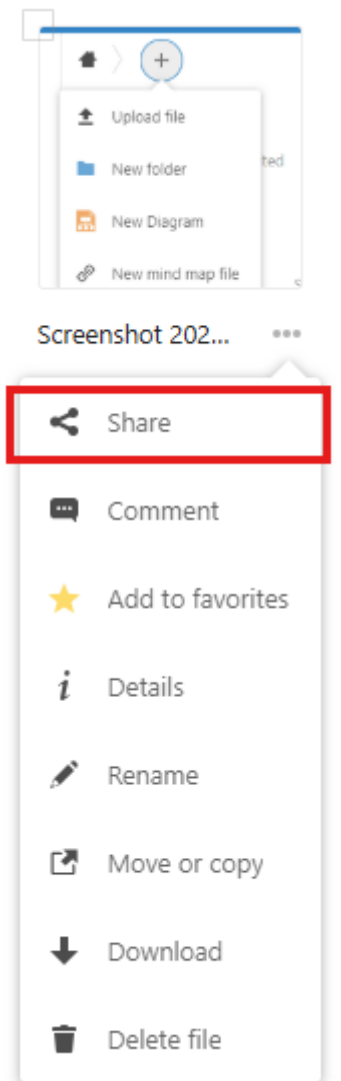 Upload file
New folder
ted
New Diagram
New mind map file
Screenshot 202...
Share
Comment
Add to favorites
Details
Rename
Move or copy
Download
Delete file